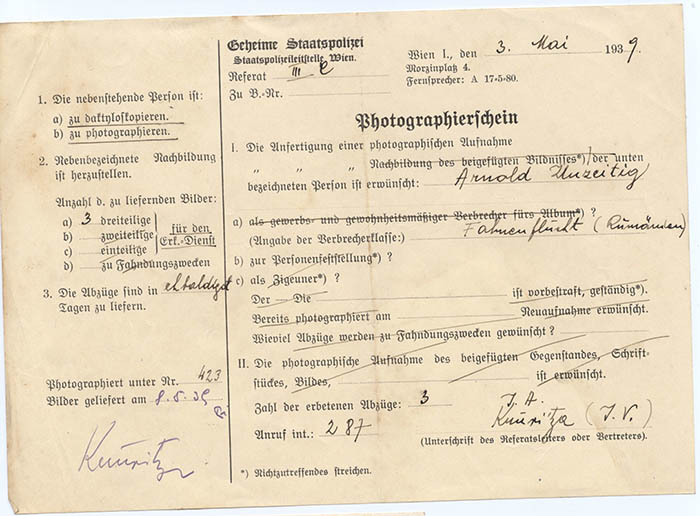 Geheime Staatspolizei
Staatspolizeileitstelle Wien.
Referat III
Zu B.-Nr.
Wien I., den 3. Mai 1939.
Morzinplatz 4.
Fernsprecher: A 17-5-80.
1. Die nebenstehende Person ist:
a) zu daktyloskopieren.
b) zu photographieren.
2. Nebenbezeichnete Nachbildung
ist herzustellen.
Anzahl d. zu liefernden Bilder:
a) 3 dreiteilige
b) zweiteilige
c) einteilige
für den
Erk.-Dienst
d) zu Fahndungszwecken
3. Die Abzüge sind in ehbaldigst
Tagen zu liefern.
Photographiert unter Nr. 423
Bilder geliefert am 8.5.39
Photographierschein
I. Die Anfertigung einer photographischen Aufnahme
" " " Nachbildung des beigefügten Bildnisses*) der unten
bezeichneten Person ist erwünscht: Arnold Unzeitig
a) als gewerbs- und gewohnheitsmäßiger Verbrecher fürs Album*) ?
(Angabe der Verbrecherklasse:) Fahnenflucht (Rumänien)
b) zur Personenfeststellung*) ?
c) als Zigeuner*) ?
Der — Die ist vorbestraft, geständig*).
Bereits photographiert am Neuaufnahme erwünscht.
Wieviel Abzüge werden zu Fahndungszwecken gewünscht ?
II. Die photographische Aufnahme des beigefügten Gegenstandes, Schrift-
stückes, Bildes, ist erwünscht.
Zahl der erbetenen Abzüge: 3
J. A.
Anruf int.: 287
(J. V.)
(Unterschrift des Referatsleiters oder Vertreters).
*) Nichtzutreffendes streichen.